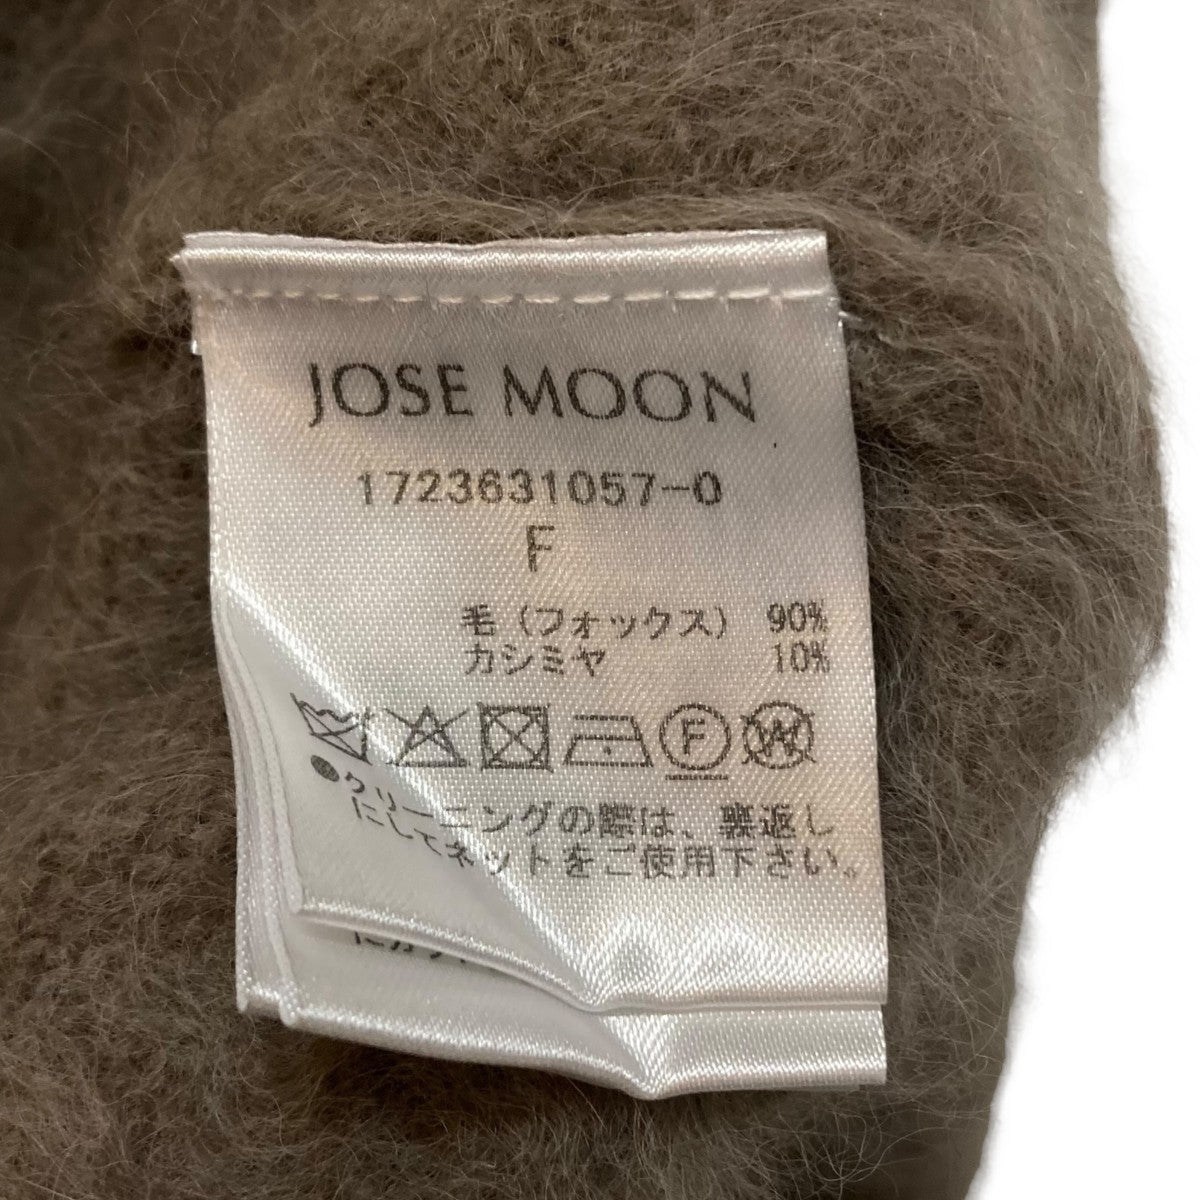 JOSE MOON
1723631057-0
F
毛（フォックス） 90%
カシミヤ 10%
F W
●クリーニングの際は、裏返し
にしてネットをご使用下さい。